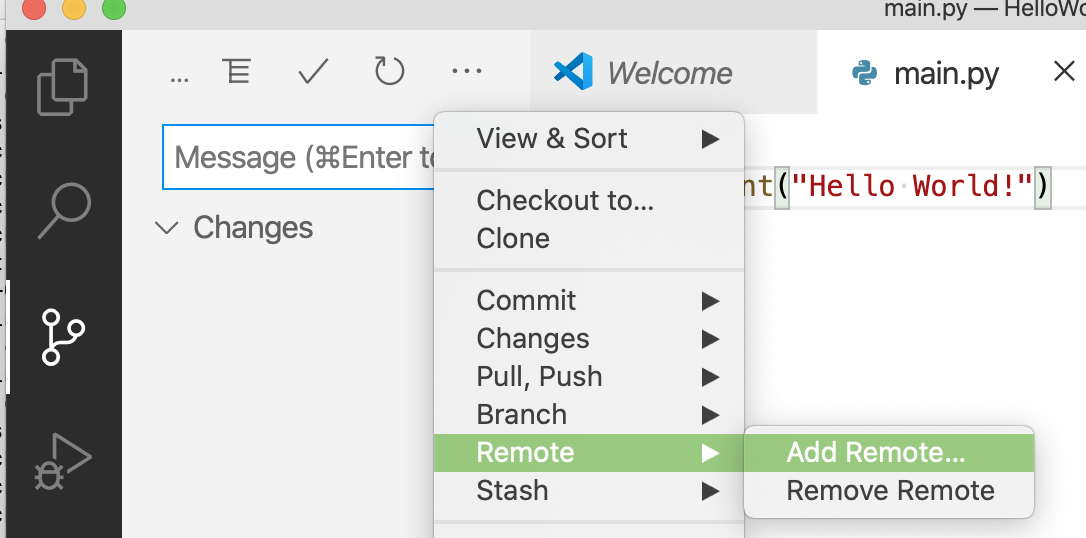 main.py — HelloWo
... 
Welcome
main.py
Message (⌘Enter to
nt("Hello World!")
Changes
View & Sort
Checkout to...
Clone
Commit
Changes
Pull, Push
Branch
Remote
Stash
Add Remote...
Remove Remote